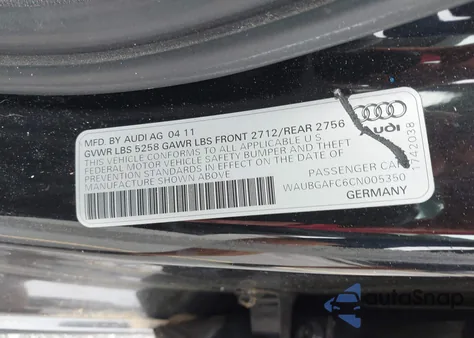 MFD. BY AUDI AG 04 11
GVWR LBS 5258 GAWR LBS FRONT 2712/REAR 2756
THIS VEHICLE CONFORMS TO ALL APPLICABLE U.S.
FEDERAL MOTOR VEHICLE SAFETY BUMPER AND THEFT
PREVENTION STANDARDS IN EFFECT ON THE DATE OF
MANUFACTURE SHOWN ABOVE
Audi
PASSENGER CAR
WAUBGAFC6CN005350
GERMANY
1742038
autoSnap